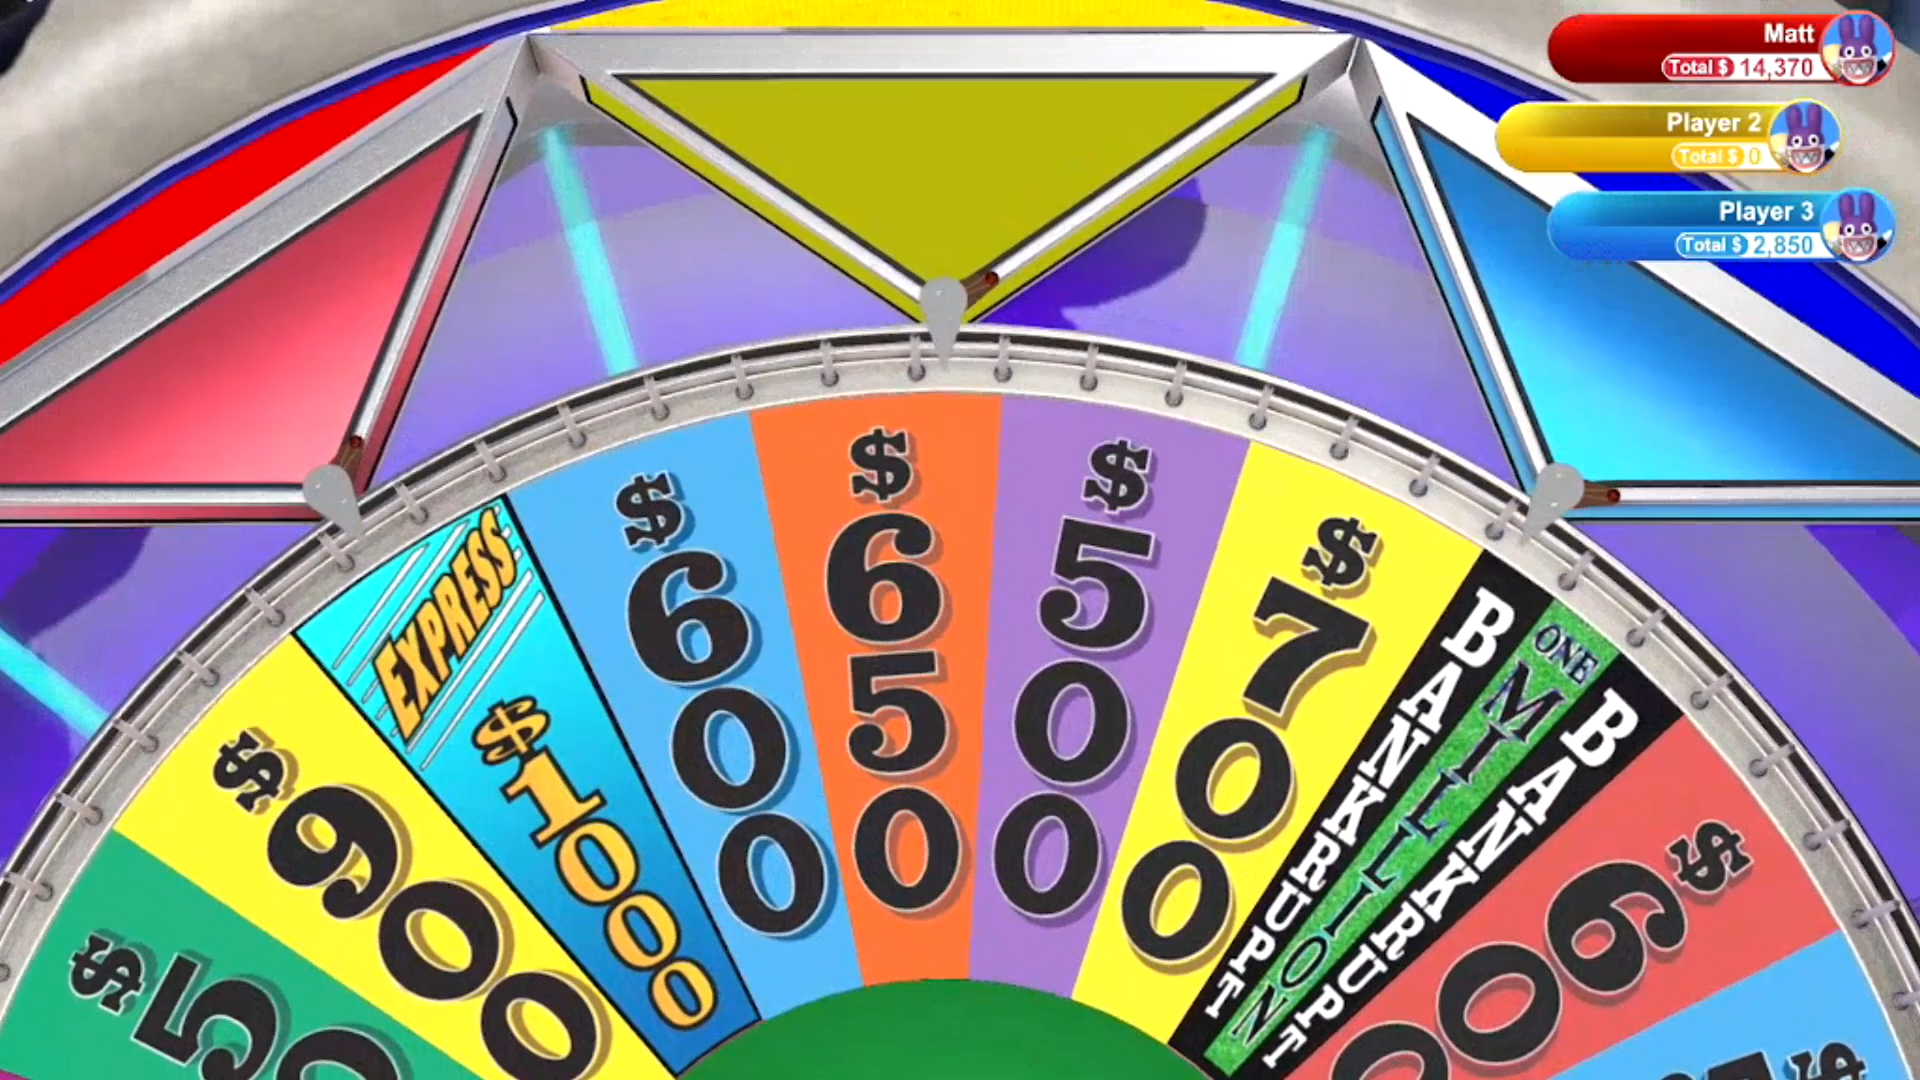 Matt
Total $ 14,370
Player 2
Total $ 0
Player 3
Total $ 2,850
$50
$900
EXPRESS
$1000
$600
$650
$500
$700
BANKRUPT
ONE MILLION
BANKRUPT
$600
$